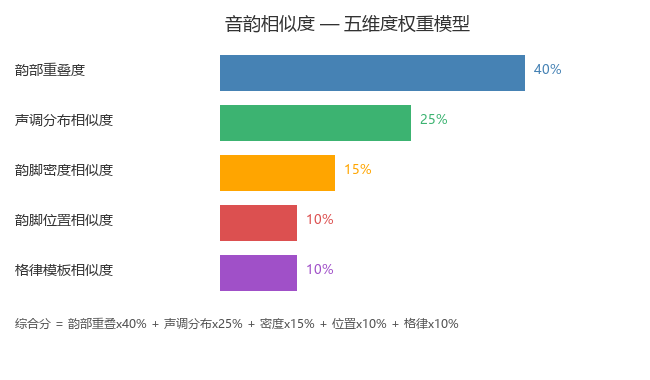 音韵相似度 — 五维度权重模型
韵部重叠度 40%
声调分布相似度 25%
韵脚密度相似度 15%
韵脚位置相似度 10%
格律模板相似度 10%
综合分 = 韵部重叠x40% + 声调分布x25% + 密度x15% + 位置x10% + 格律x10%